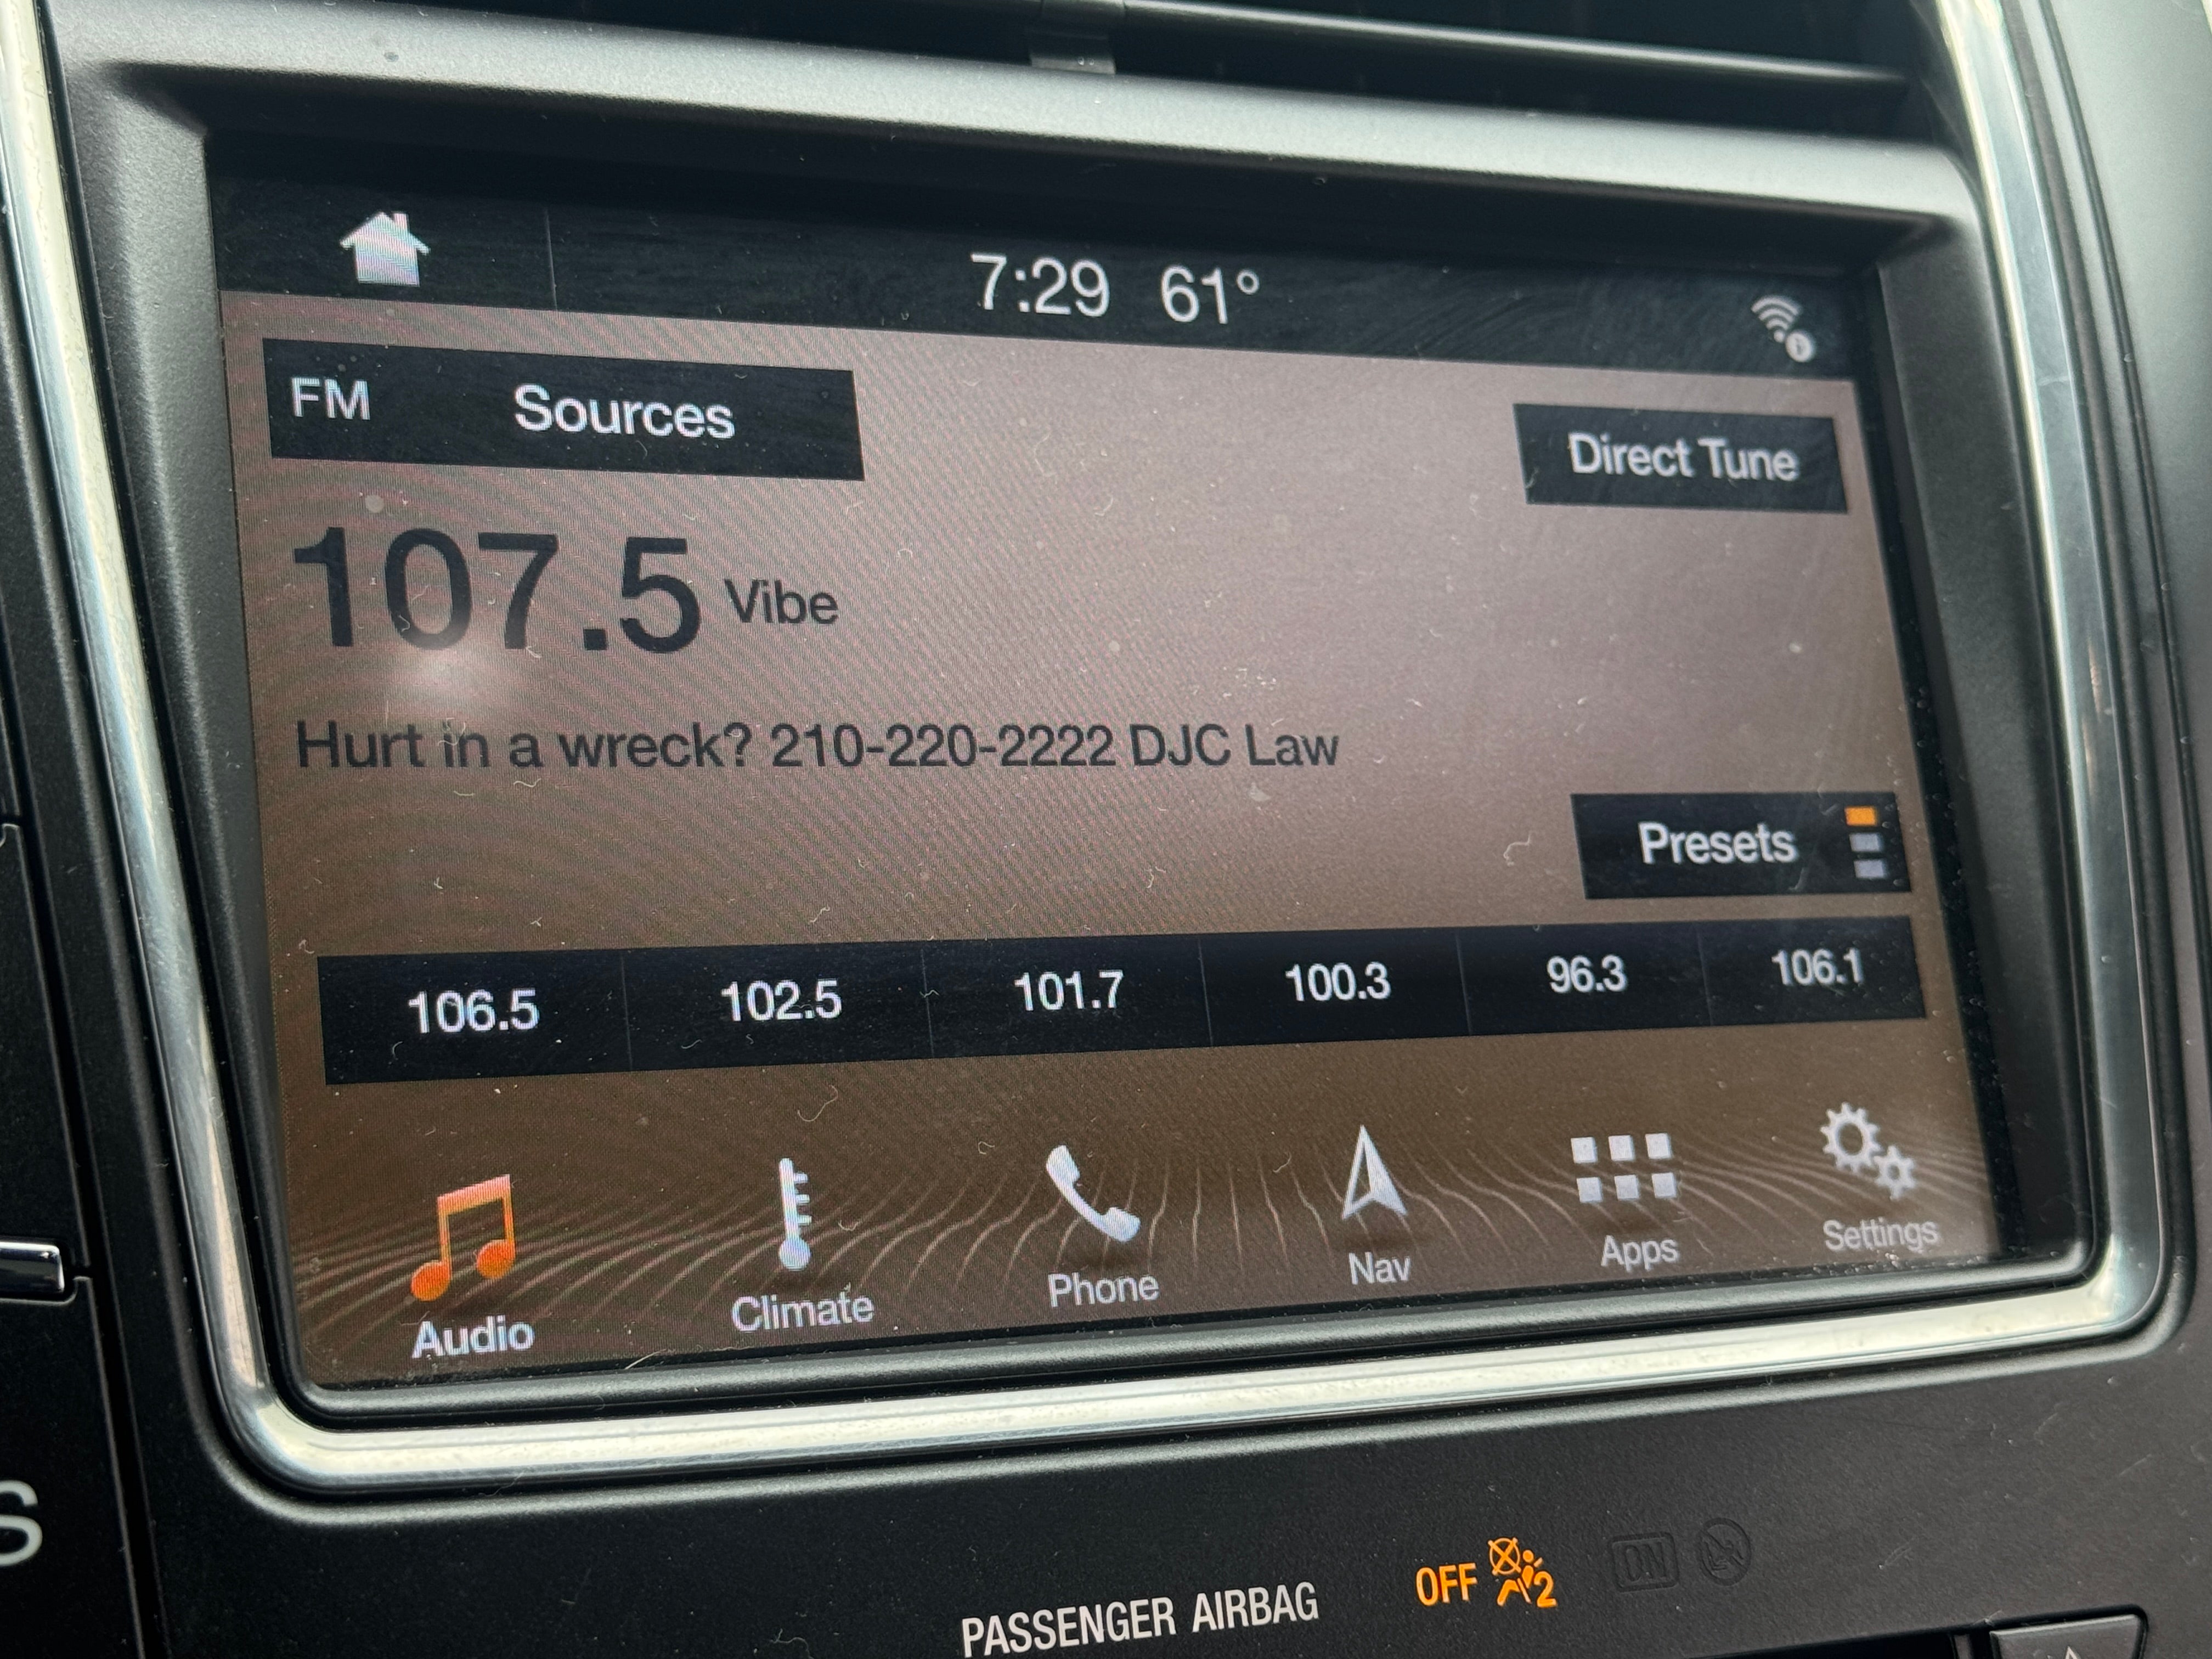 7:29 61°
FM Sources
Direct Tune
107.5 Vibe
Hurt in a wreck? 210-220-2222 DJC Law
Presets
106.5 102.5 101.7 100.3 96.3 106.1
Audio Climate Phone Nav Apps Settings
S
PASSENGER AIRBAG OFF 2 ON